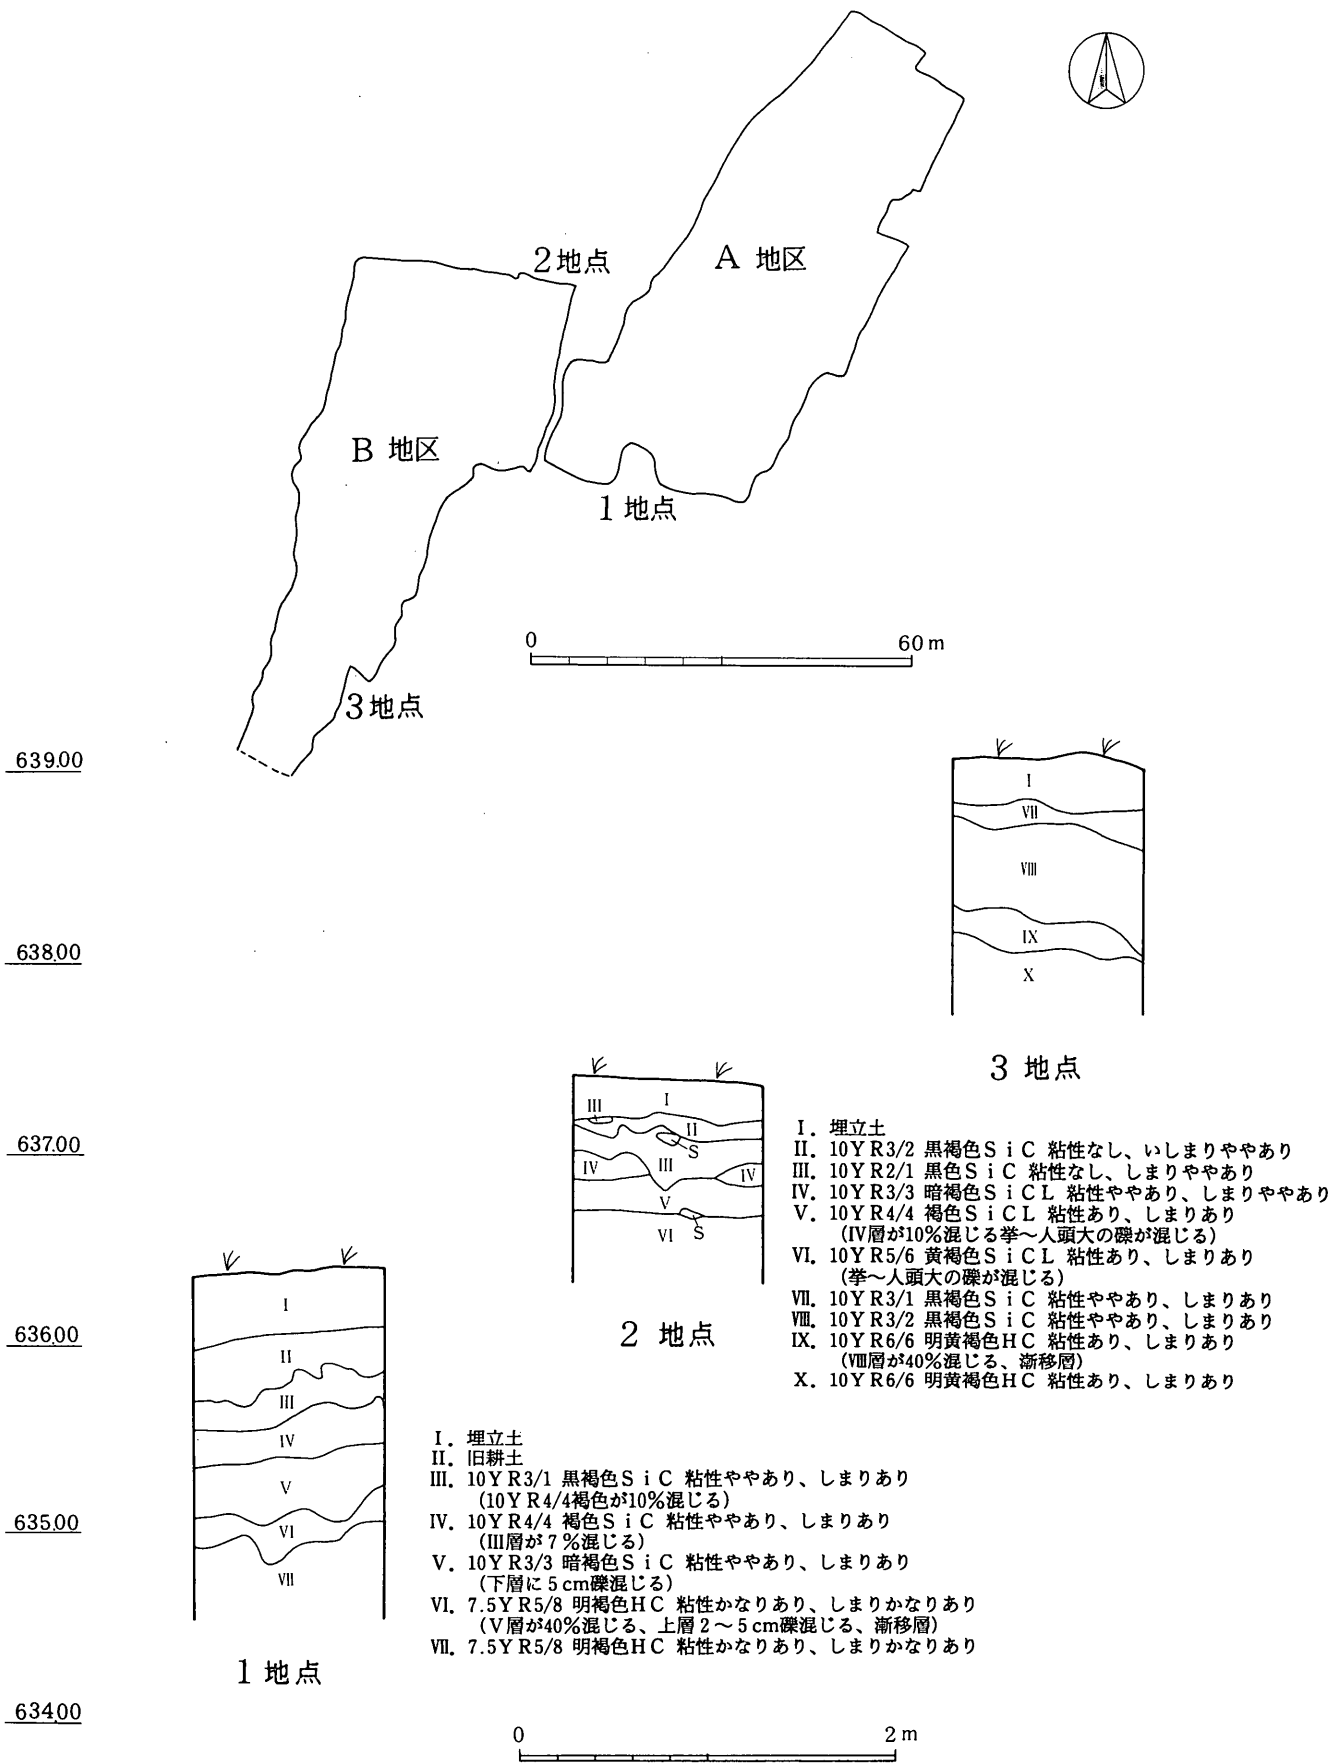 A 地区
2地点
B 地区
1 地点
0 60m
3地点
639.00
I
VII
VIII
IX
X
638.00
3 地点
I
III
II
S
III
IV
IV
V
VI
S
637.00
2 地点
I. 埋立土
II. 10YR3/2 黒褐色SiC 粘性なし、いしまりややあり
III. 10YR2/1 黒色SiC 粘性なし、しまりややあり
IV. 10YR3/3 暗褐色SiCL 粘性ややあり、しまりややあり
V. 10YR4/4 褐色SiCL 粘性あり、しまりあり
(IV層が10%混じる挙〜人頭大の礫が混じる)
VI. 10YR5/6 黄褐色SiCL 粘性あり、しまりあり
(挙〜人頭大の礫が混じる)
VII. 10YR3/1 黒褐色SiC 粘性ややあり、しまりあり
VIII. 10YR3/2 黒褐色SiC 粘性ややあり、しまりあり
IX. 10YR6/6 明黄褐色HC 粘性あり、しまりあり
(VIII層が40%混じる、漸移層)
X. 10YR6/6 明黄褐色HC 粘性あり、しまりあり
636.00
I
II
III
IV
V
VI
VII
635.00
1 地点
I. 埋立土
II. 旧耕土
III. 10YR3/1 黒褐色SiC 粘性ややあり、しまりあり
(10YR4/4褐色が10%混じる)
IV. 10YR4/4 褐色SiC 粘性ややあり、しまりあり
(III層が7%混じる)
V. 10YR3/3 暗褐色SiC 粘性ややあり、しまりあり
(下層に5cm礫混じる)
VI. 7.5YR5/8 明褐色HC 粘性かなりあり、しまりかなりあり
(V層が40%混じる、上層2〜5cm礫混じる、漸移層)
VII. 7.5YR5/8 明褐色HC 粘性かなりあり、しまりかなりあり
634.00
0 2m